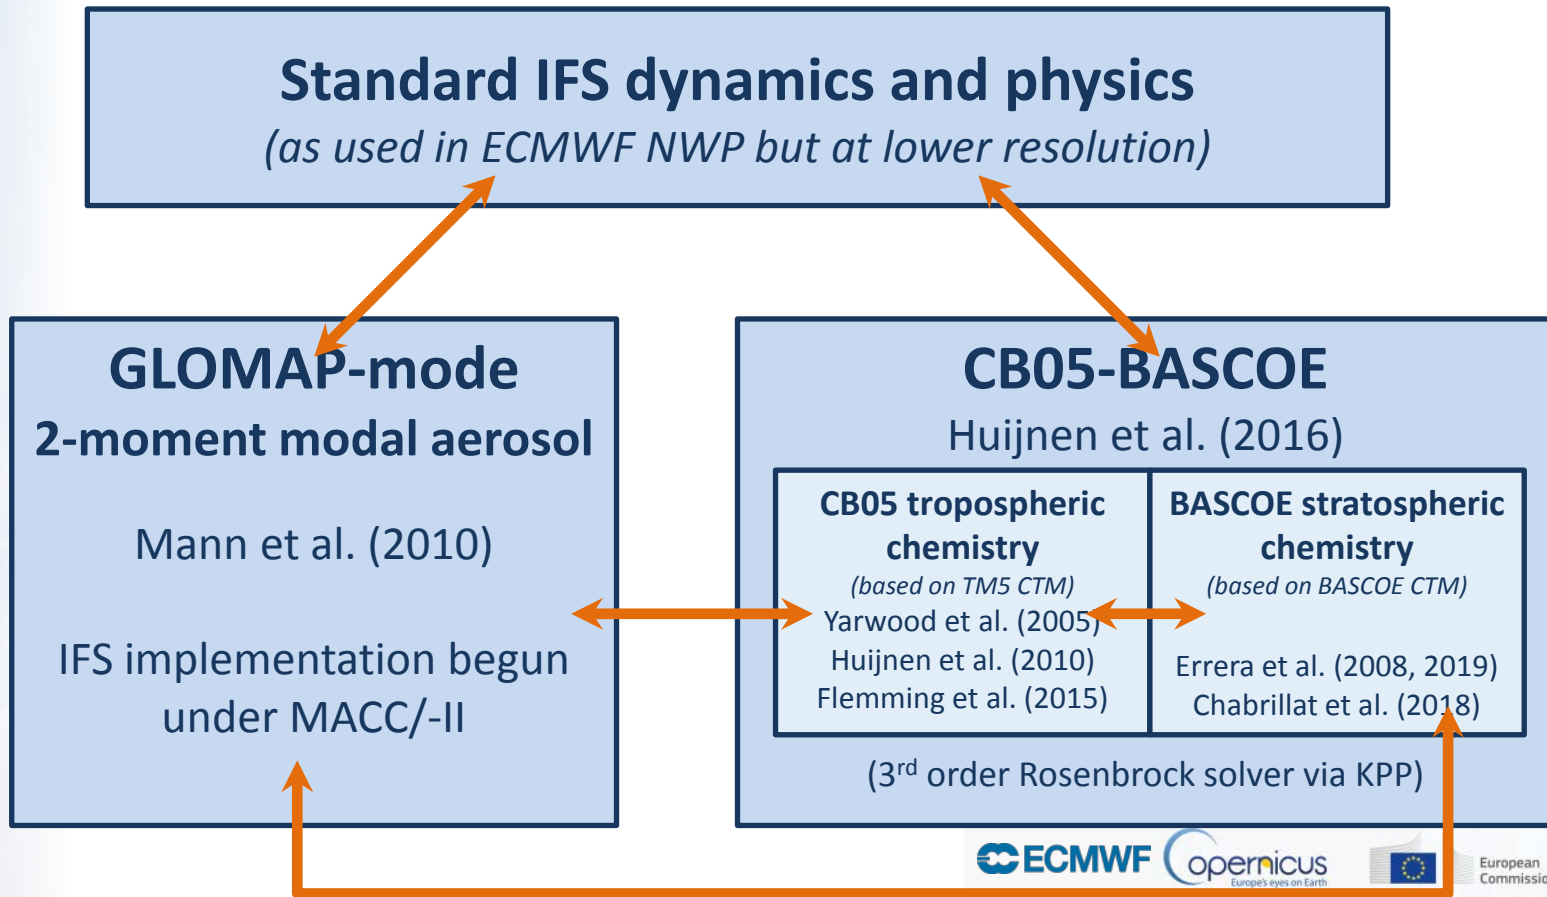 Standard IFS dynamics and physics
(as used in ECMWF NWP but at lower resolution)
GLOMAP-mode
2-moment modal aerosol
Mann et al. (2010)
IFS implementation begun
under MACC/-II
CB05-BASCOE
Huijnen et al. (2016)
CB05 tropospheric
chemistry
(based on TM5 CTM)
Yarwood et al. (2005)
Huijnen et al. (2010)
Flemming et al. (2015)
BASCOE stratospheric
chemistry
(based on BASCOE CTM)
Errera et al. (2008, 2019)
Chabrillat et al. (2018)
(3rd order Rosenbrock solver via KPP)
ECMWF
opernicus
Europe's eyes on Earth
European
Commissio